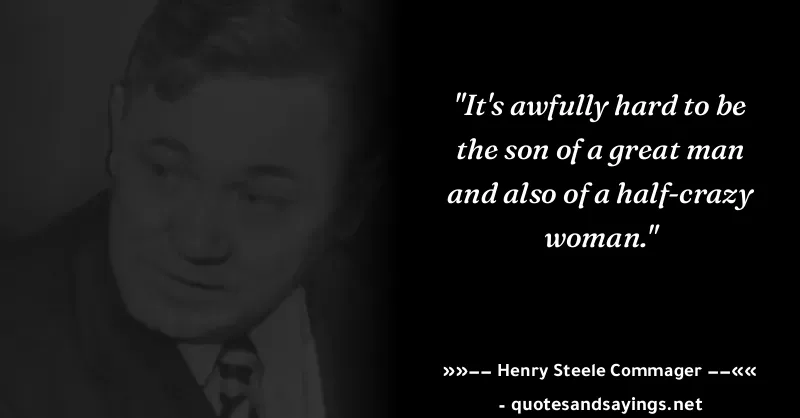 "It's awfully hard to be
the son of a great man
and also of a half-crazy
woman."
»»−− Henry Steele Commager −−««
- quotesandsayings.net